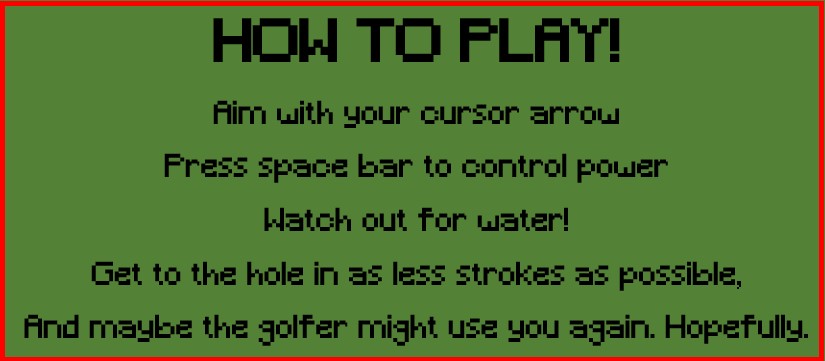 HOW TO PLAY!
Aim with your cursor arrow
Press space bar to control power
Watch out for water!
Get to the hole in as less strokes as possible,
And maybe the golfer might use you again. Hopefully.